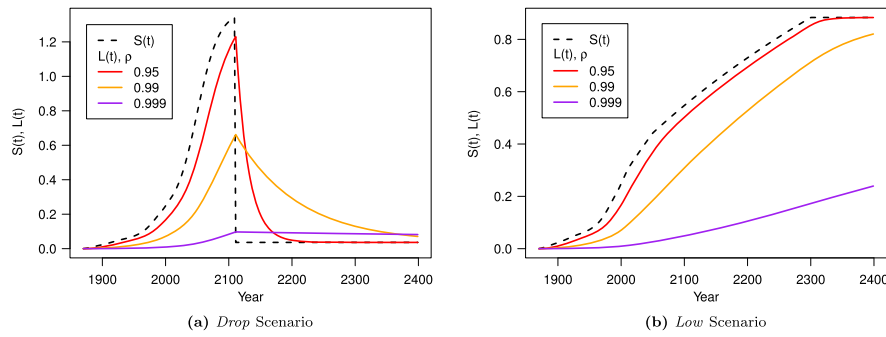 S(t), L(t)
1.2
1.0
0.8
0.6
0.4
0.2
0.0
S(t)
L(t), ρ
0.95
0.99
0.999
1900 2000 2100 2200 2300 2400
Year
(a) Drop Scenario
S(t), L(t)
0.8
0.6
0.4
0.2
0.0
S(t)
L(t), ρ
0.95
0.99
0.999
1900 2000 2100 2200 2300 2400
Year
(b) Low Scenario